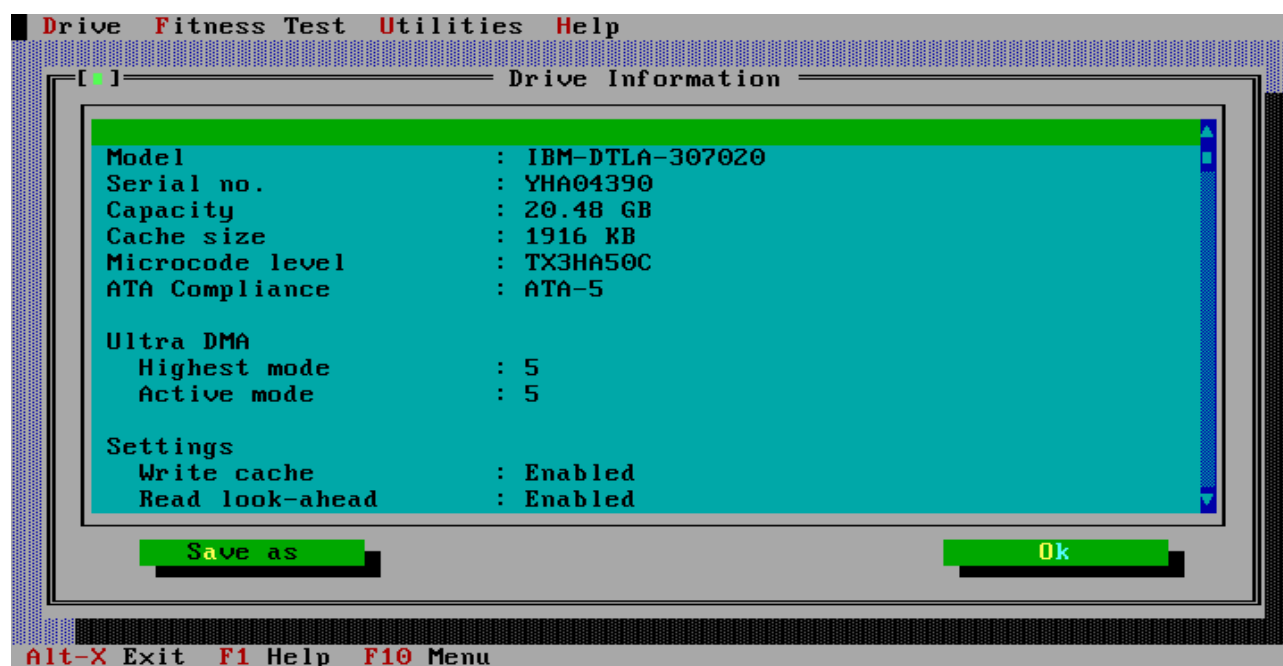 Drive Fitness Test Utilities Help
[■] Drive Information
Model : IBM-DTLA-307020
Serial no. : YHA04390
Capacity : 20.48 GB
Cache size : 1916 KB
Microcode level : TX3HA50C
ATA Compliance : ATA-5
Ultra DMA
Highest mode : 5
Active mode : 5
Settings
Write cache : Enabled
Read look-ahead : Enabled
Save as Ok
Alt-X Exit F1 Help F10 Menu